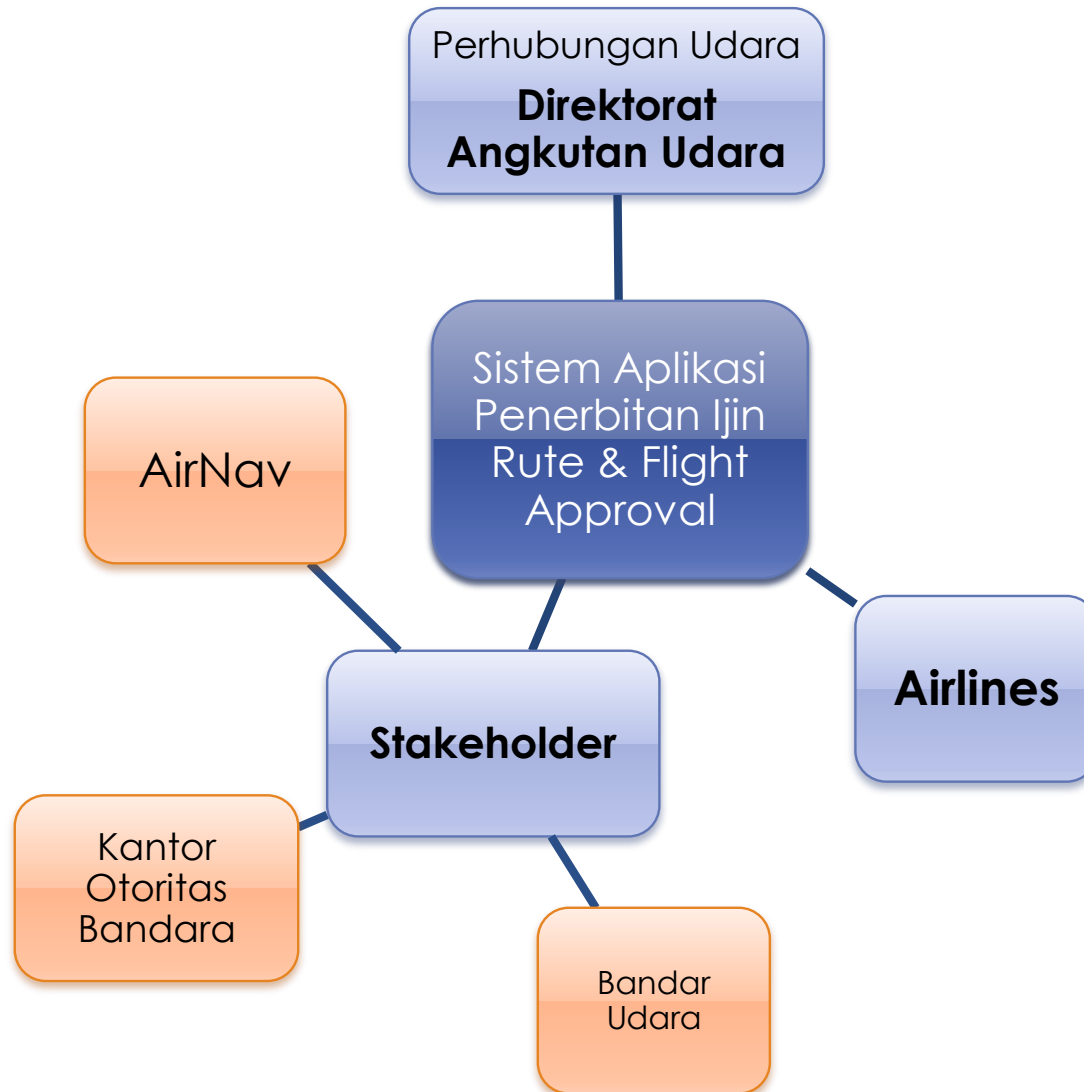 Perhubungan Udara
Direktorat
Angkutan Udara
Sistem Aplikasi
Penerbitan Ijin
Rute & Flight
Approval
AirNav
Airlines
Stakeholder
Kantor
Otoritas
Bandara
Bandar
Udara